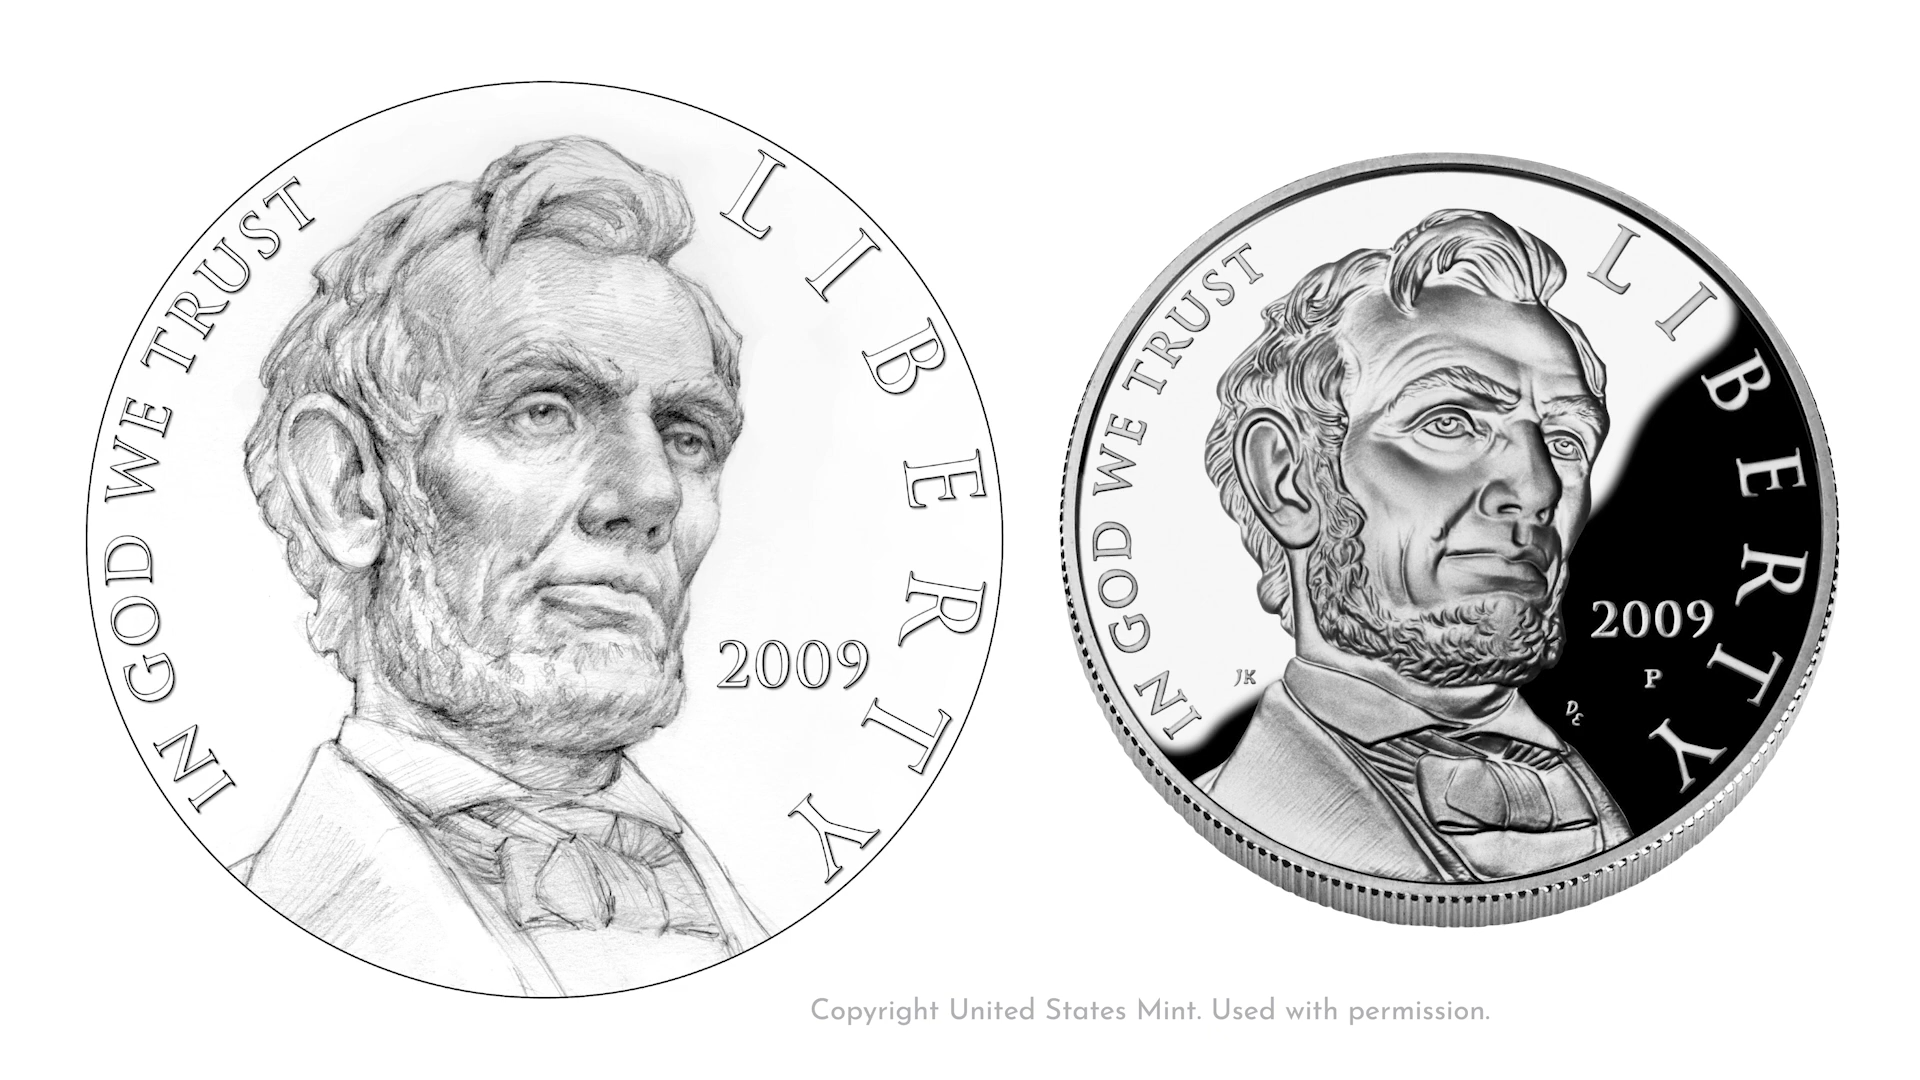 IN GOD WE TRUST
LIBERTY
2009
IN GOD WE TRUST
LIBERTY
2009
P
JK
DE
Copyright United States Mint. Used with permission.